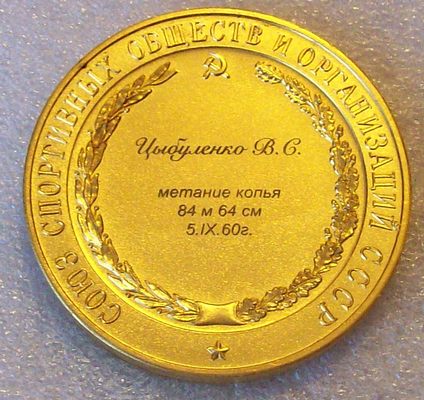 СОЮЗ СПОРТИВНЫХ ОБЩЕСТВ И ОРГАНИЗАЦИЙ СССР
Цыбуленко В.С.
метание копья
84 м 64 см
5.IX.60г.